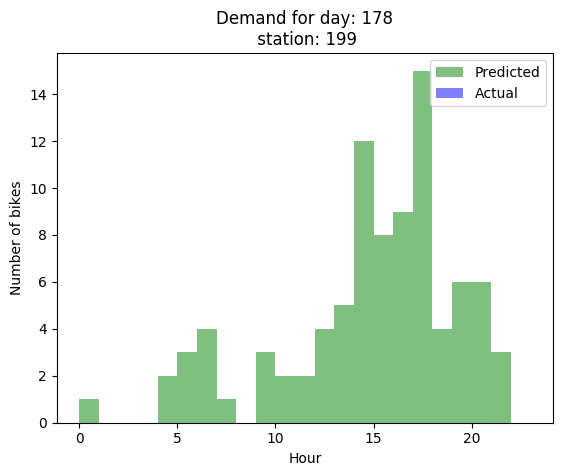 Demand for day: 178
station: 199
Predicted
Actual
Number of bikes
14
12
10
8
6
4
2
0
0
5
10
15
20
Hour